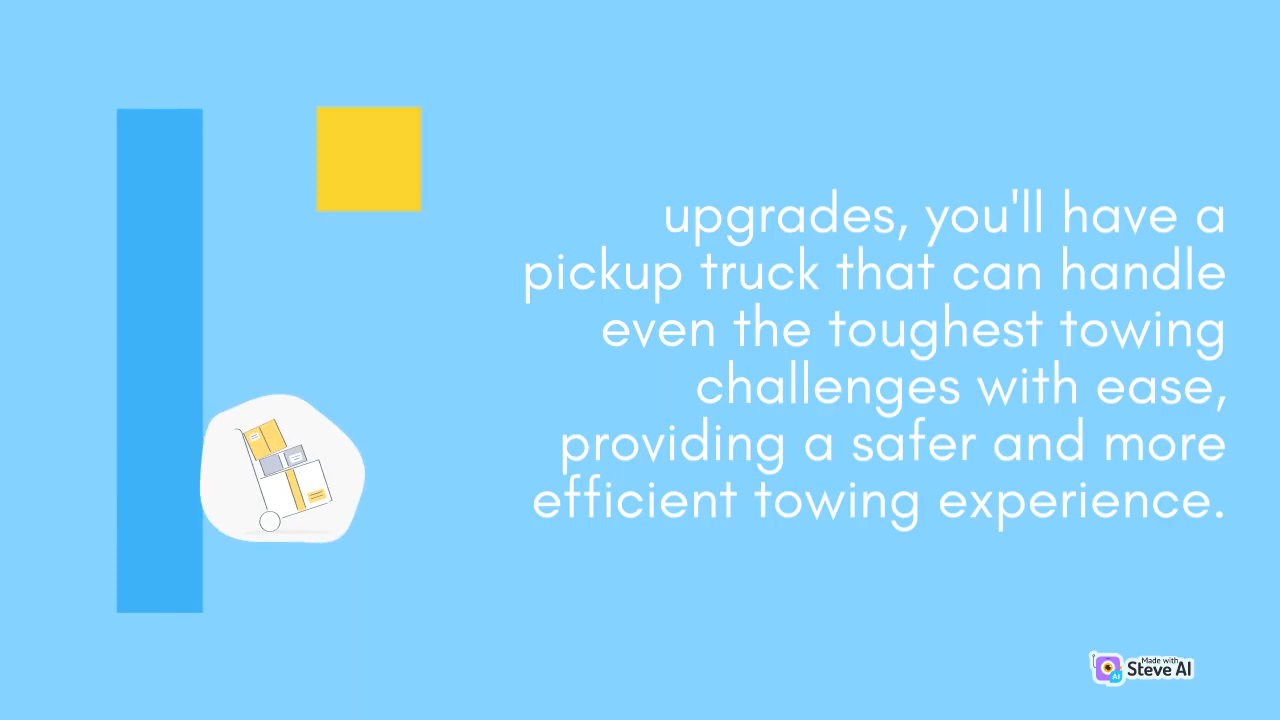 upgrades, you'll have a
pickup truck that can handle
even the toughest towing
challenges with ease,
providing a safer and more
efficient towing experience.
Made with
Steve AI
AI